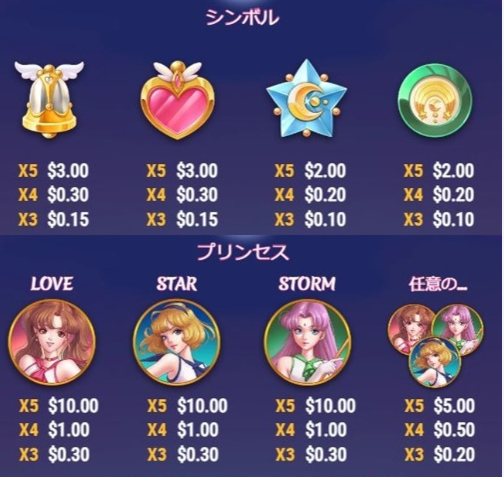 シンボル
X5 $3.00 X5 $3.00 X5 $2.00 X5 $2.00
X4 $0.30 X4 $0.30 X4 $0.20 X4 $0.20
X3 $0.15 X3 $0.15 X3 $0.10 X3 $0.10
プリンセス
LOVE STAR STORM 任意の...
X5 $10.00 X5 $10.00 X5 $10.00 X5 $5.00
X4 $1.00 X4 $1.00 X4 $1.00 X4 $0.50
X3 $0.30 X3 $0.30 X3 $0.30 X3 $0.20